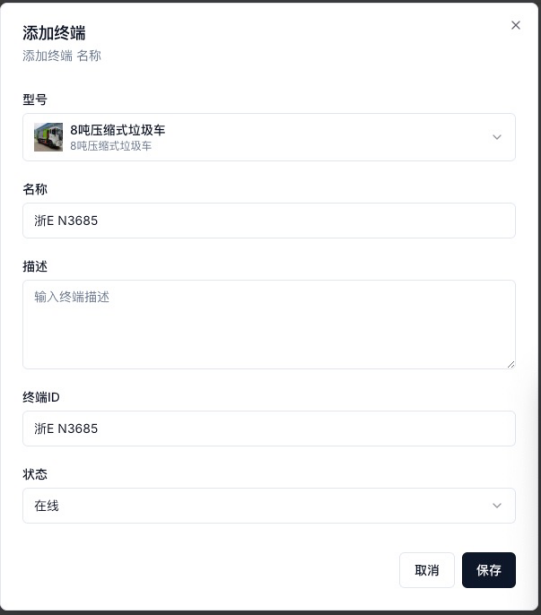 添加终端
添加终端 名称
型号
8吨压缩式垃圾车
8吨压缩式垃圾车
名称
浙E N3685
描述
输入终端描述
终端ID
浙E N3685
状态
在线
取消
保存